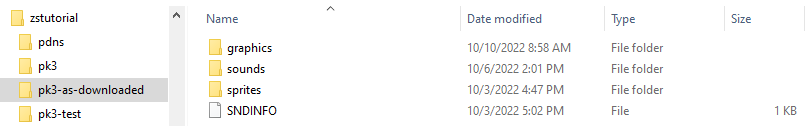 zstutorial
pdns
pk3
pk3-as-downloaded
pk3-test
Name Date modified Type Size
graphics 10/10/2022 8:58 AM File folder
sounds 10/6/2022 2:01 PM File folder
sprites 10/3/2022 4:47 PM File folder
SNDINFO 10/3/2022 5:02 PM File 1 KB